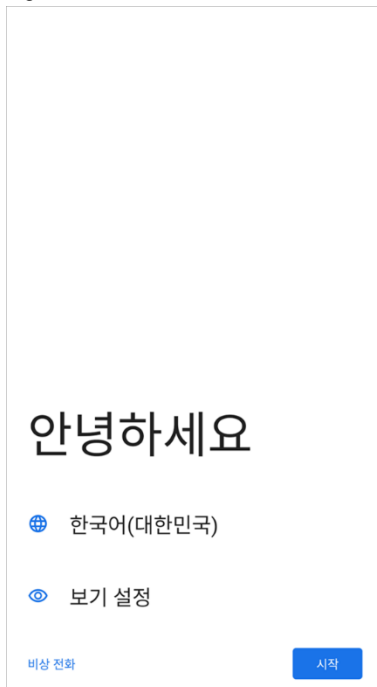 안녕하세요
한국어(대한민국)
보기 설정
비상 전화
시작